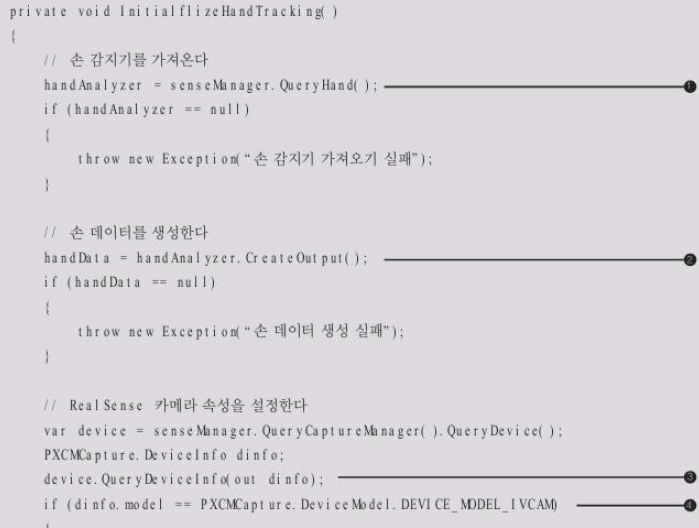 private void InitialflizeHandTracking( )
{
// 손 감지기를 가져온다
handAnalyzer = senseManager.QueryHand( ); ❶
if (handAnalyzer == null)
{
throw new Exception(“손 감지기 가져오기 실패”);
}
// 손 데이터를 생성한다
handData = handAnalyzer.CreateOutput( ); ❷
if (handData == null)
{
throw new Exception(“손 데이터 생성 실패”);
}
// RealSense 카메라 속성을 설정한다
var device = senseManager.QueryCaptureManager( ).QueryDevice( );
PXCMCapture.DeviceInfo dinfo;
device.QueryDeviceInfo(out dinfo); ❸
if (dinfo.model == PXCMCapture.DeviceModel.DEVICE_MODEL_IVCAM) ❹
{